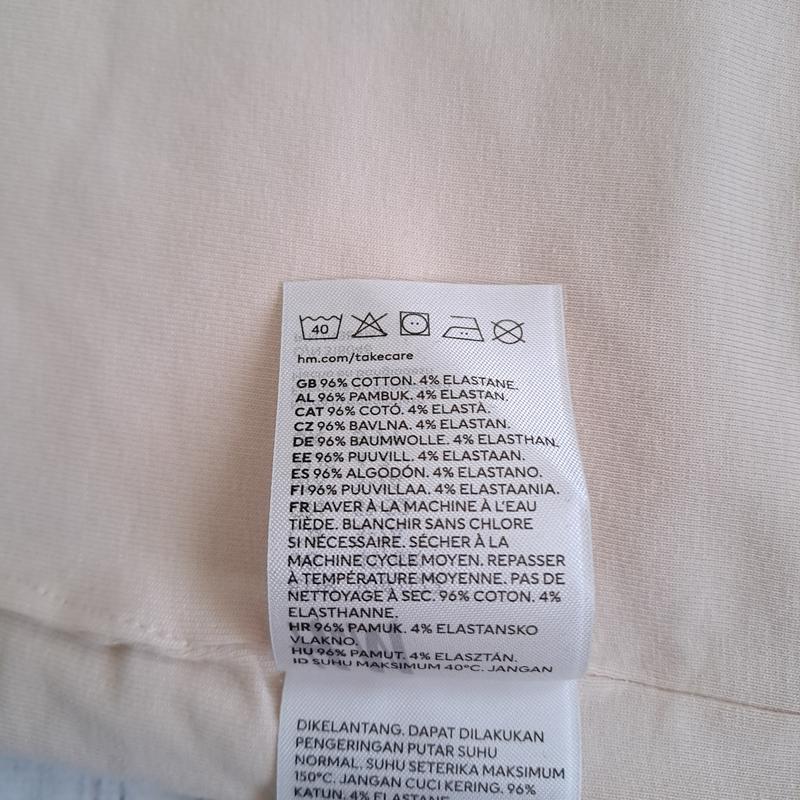 40
hm.com/takecare
GB 96% COTTON. 4% ELASTANE.
AL 96% PAMBUK. 4% ELASTAN.
CAT 96% COTÓ. 4% ELASTÀ.
CZ 96% BAVLNA. 4% ELASTAN.
DE 96% BAUMWOLLE. 4% ELASTHAN.
EE 96% PUUVILL. 4% ELASTAAN.
ES 96% ALGODÓN. 4% ELASTANO.
FI 96% PUUVILLAA. 4% ELASTAANIA.
FR LAVER À LA MACHINE À L'EAU
TIÈDE. BLANCHIR SANS CHLORE
SI NÉCESSAIRE. SÉCHER À LA
MACHINE CYCLE MOYEN. REPASSER
À TEMPÉRATURE MOYENNE. PAS DE
NETTOYAGE À SEC. 96% COTON. 4%
ELASTHANNE.
HR 96% PAMUK. 4% ELASTANSKO
VLAKNO.
HU 96% PAMUT. 4% ELASZTÁN.
ID SUHU MAKSIMUM 40°C. JANGAN
DIKELANTANG. DAPAT DILAKUKAN
PENGERINGAN PUTAR SUHU
NORMAL. SUHU SETERIKA MAKSIMUM
150°C. JANGAN CUCI KERING. 96%
KATUN. 4% ELASTANE